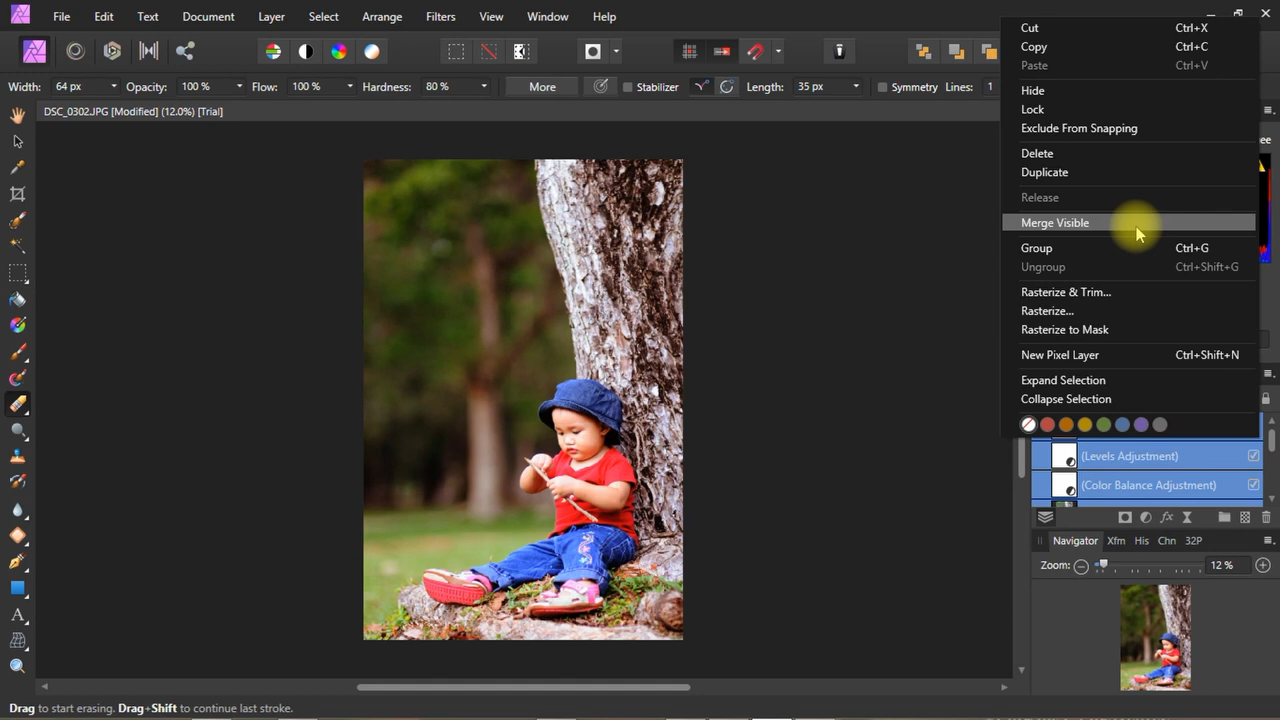 File Edit Text Document Layer Select Arrange Filters View Window Help
Width: 64 px Opacity: 100 % Flow: 100 % Hardness: 80 % More Stabilizer Length: 35 px Symmetry Lines: 1
DSC_0302.JPG [Modified] (12.0%) [Trial]
Cut Ctrl+X
Copy Ctrl+C
Paste Ctrl+V
Hide
Lock
Exclude From Snapping
Delete
Duplicate
Release
Merge Visible
Group Ctrl+G
Ungroup Ctrl+Shift+G
Rasterize & Trim...
Rasterize...
Rasterize to Mask
New Pixel Layer Ctrl+Shift+N
Expand Selection
Collapse Selection
(Levels Adjustment)
(Color Balance Adjustment)
Navigator Xfm His Chn 32P
Zoom: 12 %
Drag to start erasing. Drag+Shift to continue last stroke.